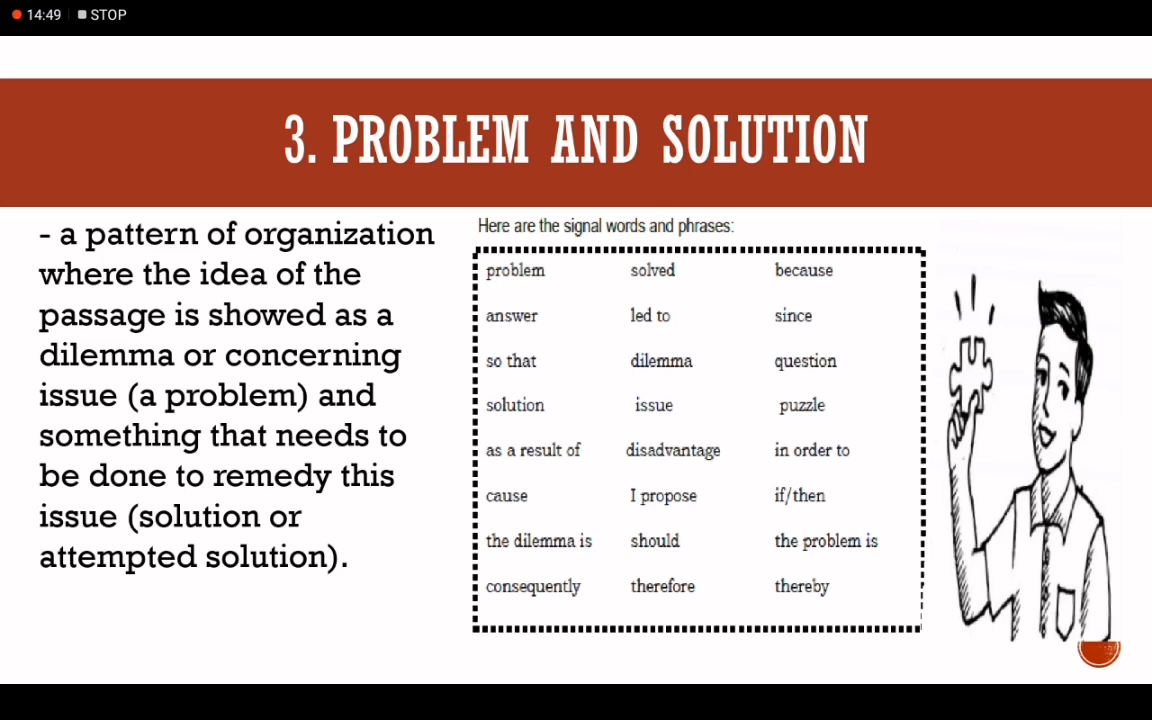 14:49 STOP
3. PROBLEM AND SOLUTION
- a pattern of organization
where the idea of the
passage is showed as a
dilemma or concerning
issue (a problem) and
something that needs to
be done to remedy this
issue (solution or
attempted solution).
Here are the signal words and phrases:
problem solved because
answer led to since
so that dilemma question
solution issue puzzle
as a result of disadvantage in order to
cause I propose if/then
the dilemma is should the problem is
consequently therefore thereby